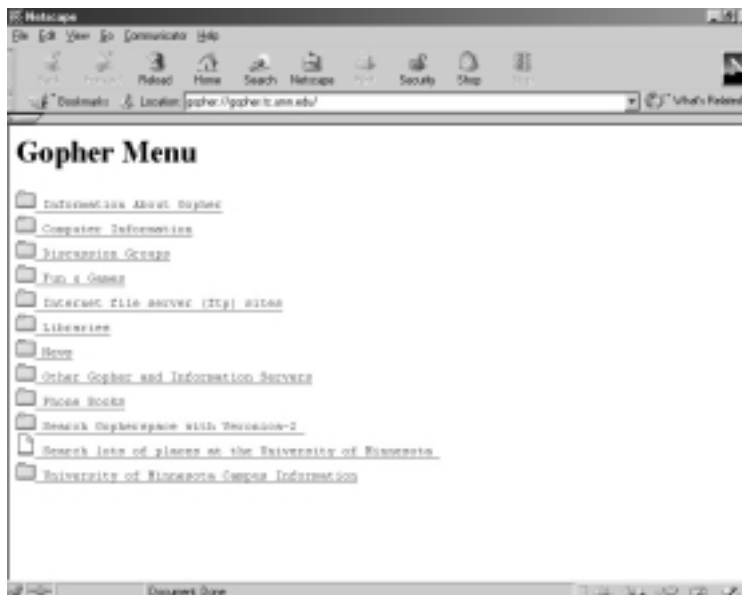 Netscape
File Edit View Go Communicator Help
Reload Home Search Netscape Security Shop
Bookmarks Location: gopher://gopher.tc.umn.edu/ What's Related
Gopher Menu
Information About Gopher
Computer Information
Discussion Groups
Fun & Games
Internet file server (ftp) sites
Libraries
News
Other Gopher and Information Servers
Phone Books
Search Gopherspace with Veronica-2
Search lots of places at the University of Minnesota
University of Minnesota Campus Information
Document: Done